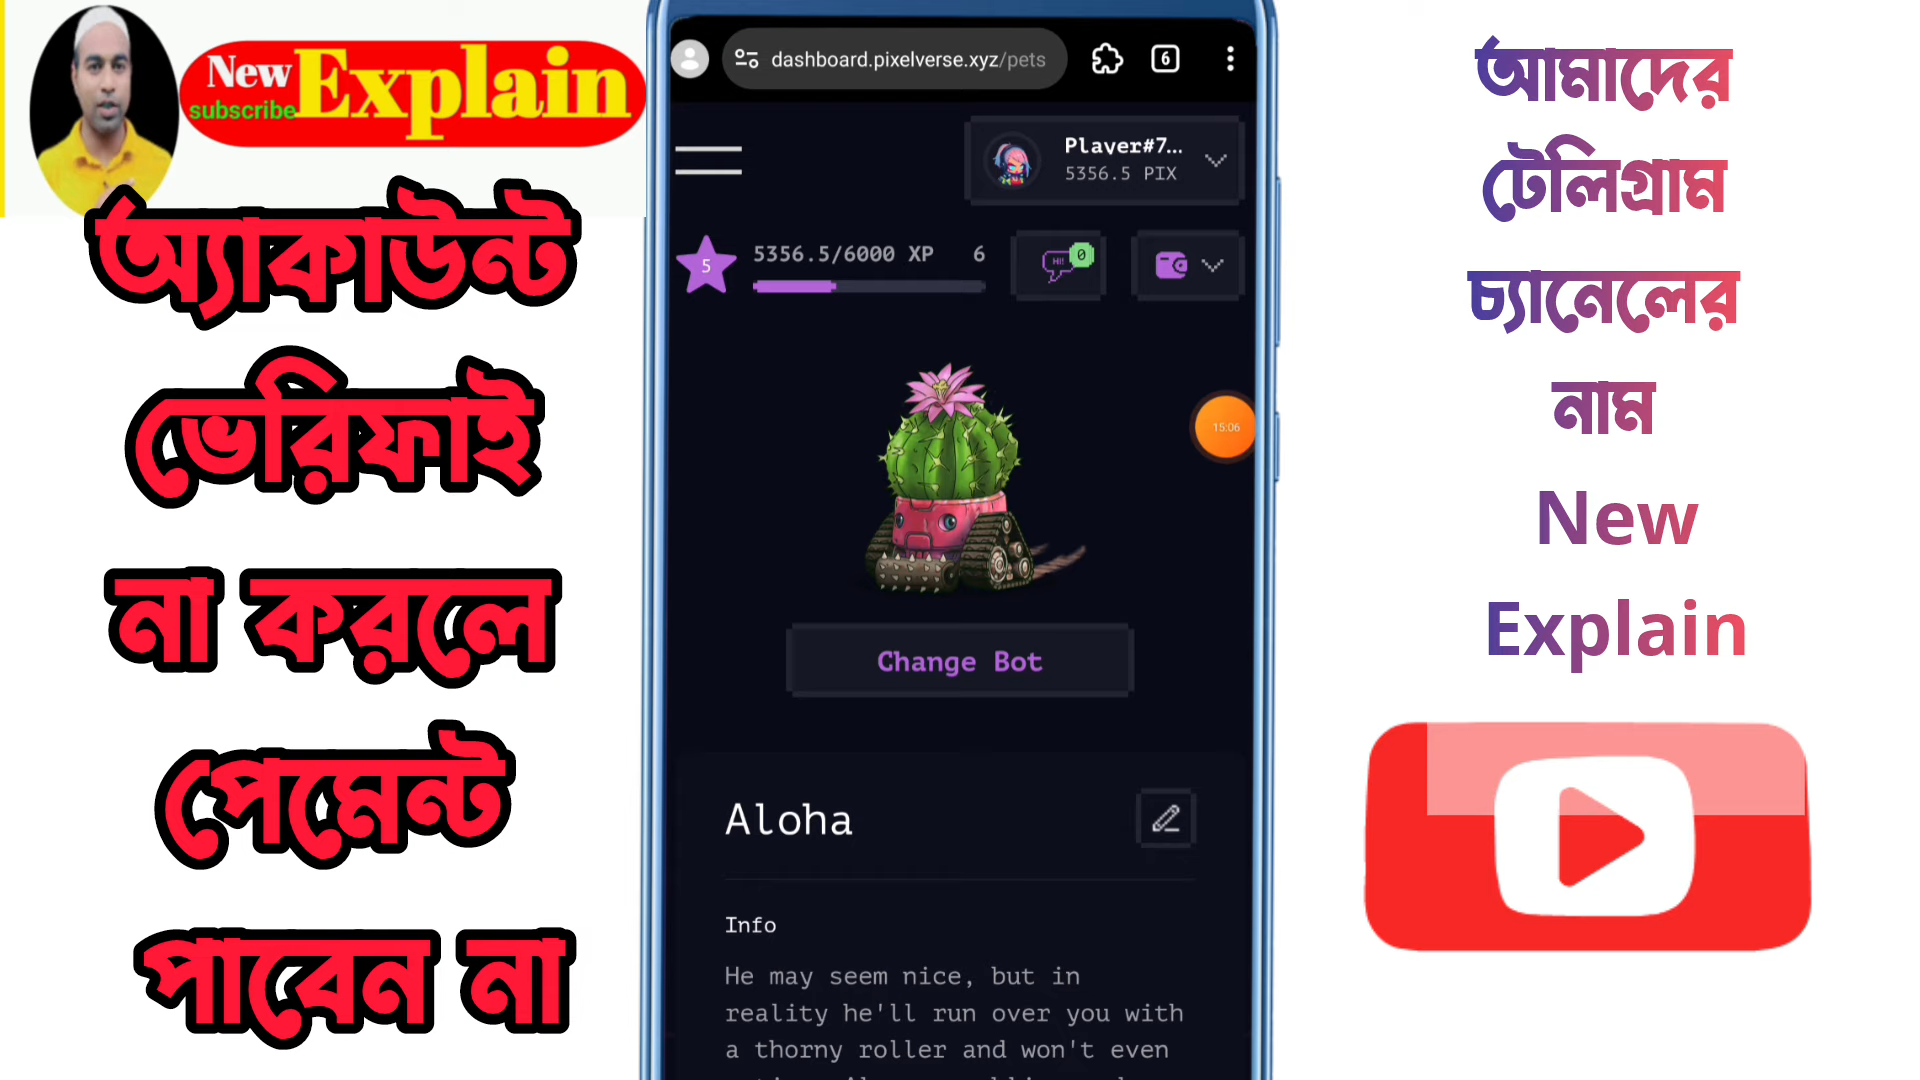 New
subscribe
Explain
অ্যাকাউন্ট
ভেরিফাই
না করলে
পেমেন্ট
পাবেন না
dashboard.pixelverse.xyz/pets
6
Player#7...
5356.5 PIX
5
5356.5/6000 XP 6
HI!
0
15:06
Change Bot
Aloha
Info
He may seem nice, but in
reality he'll run over you with
a thorny roller and won't even
আমাদের
টেলিগ্রাম
চ্যানেলের
নাম
New
Explain